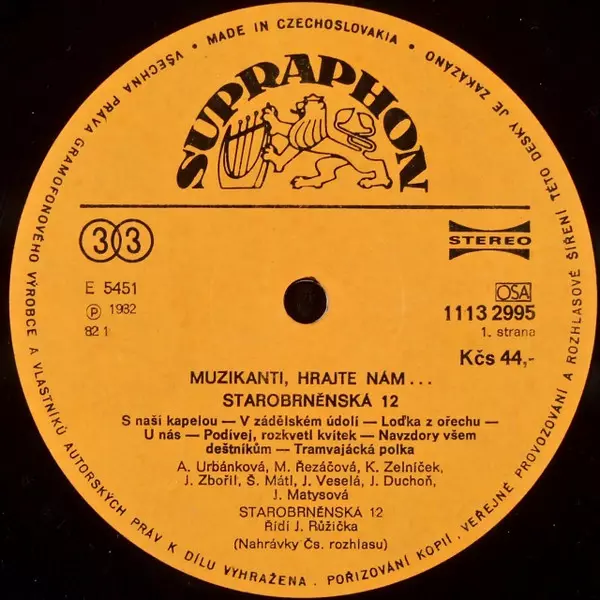 MADE IN CZECHOSLOVAKIA • 82 • VŠECHNA PRÁVA GRAMOFONOVÉHO VÝROBCE A VLASTNÍKŮ AUTORSKÝCH PRÁV K DÍLU VYHRAŽENA. POŘIZOVÁNÍ KOPIÍ, VEŘEJNÉ PROVOZOVÁNÍ A ROZHLASOVÉ ŠÍŘENÍ TÉTO DESKY JE ZAKÁZÁNO
SUPRAPHON
33
STEREO
E 5451
OSA
Ⓟ 1982
1113 2995
82 1
1. strana
Kčs 44,-
MUZIKANTI, HRAJTE NÁM...
STAROBRNĚNSKÁ 12
S naší kapelou — V zádělském údolí — Loďka z ořechu —
U nás — Podívej, rozkvetl kvítek — Navzdory všem
deštníkům — Tramvajácká polka
A. Urbánková, M. Řezáčová, K. Zelníček,
J. Zbořil, Š. Mátl, J. Veselá, J. Duchoň,
J. Matysová
STAROBRNĚNSKÁ 12
Řídí J. Růžička
(Nahrávky Čs. rozhlasu)